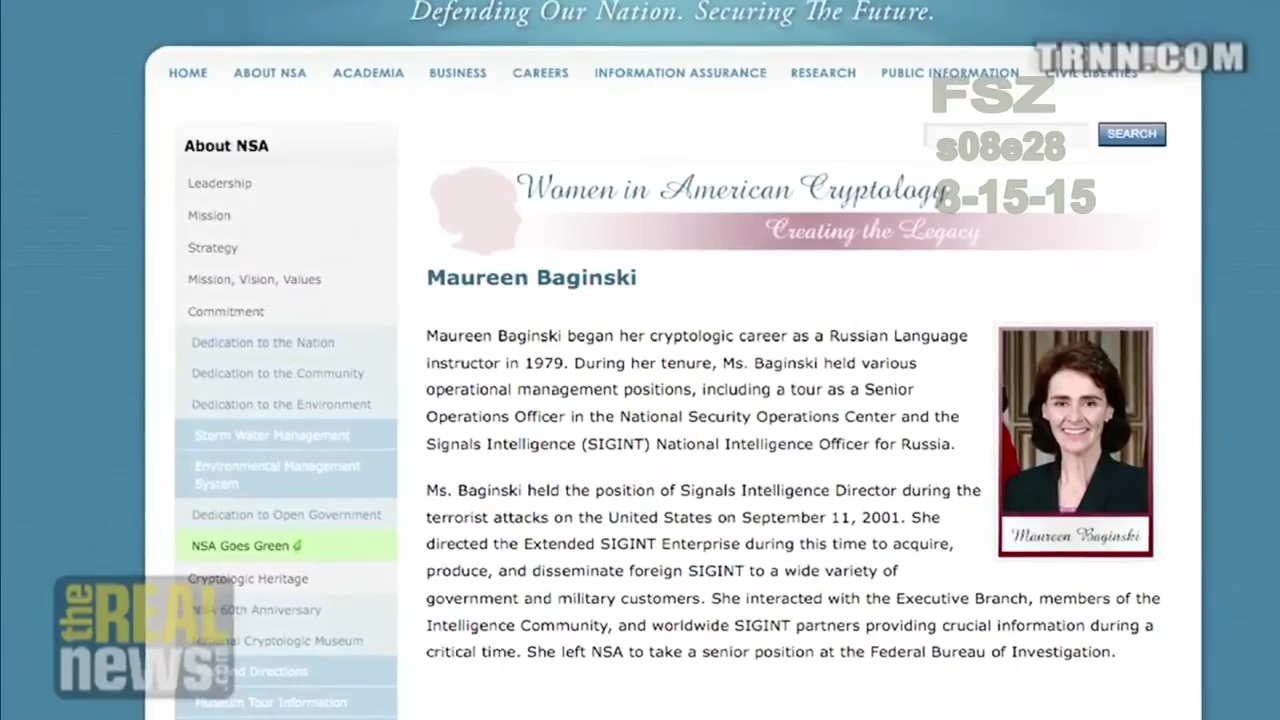 Defending Our Nation. Securing The Future.
TRNN:COM
HOME ABOUT NSA ACADEMIA BUSINESS CAREERS INFORMATION ASSURANCE RESEARCH PUBLIC INFORMATION CIVIL LIBERTIES
FSZ
s08e28
8-15-15
SEARCH
About NSA
Leadership
Mission
Strategy
Mission, Vision, Values
Commitment
Dedication to the Nation
Dedication to the Community
Dedication to the Environment
Storm Water Management
Environmental Management
System
Dedication to Open Government
NSA Goes Green
Cryptologic Heritage
NSA 60th Anniversary
National Cryptologic Museum
and Directions
Museum Tour Information
Women in American Cryptology
Creating the Legacy
Maureen Baginski
Maureen Baginski began her cryptologic career as a Russian Language
instructor in 1979. During her tenure, Ms. Baginski held various
operational management positions, including a tour as a Senior
Operations Officer in the National Security Operations Center and the
Signals Intelligence (SIGINT) National Intelligence Officer for Russia.
Ms. Baginski held the position of Signals Intelligence Director during the
terrorist attacks on the United States on September 11, 2001. She
directed the Extended SIGINT Enterprise during this time to acquire,
produce, and disseminate foreign SIGINT to a wide variety of
government and military customers. She interacted with the Executive Branch, members of the
Intelligence Community, and worldwide SIGINT partners providing crucial information during a
critical time. She left NSA to take a senior position at the Federal Bureau of Investigation.
Maureen Baginski
the REAL
news.com